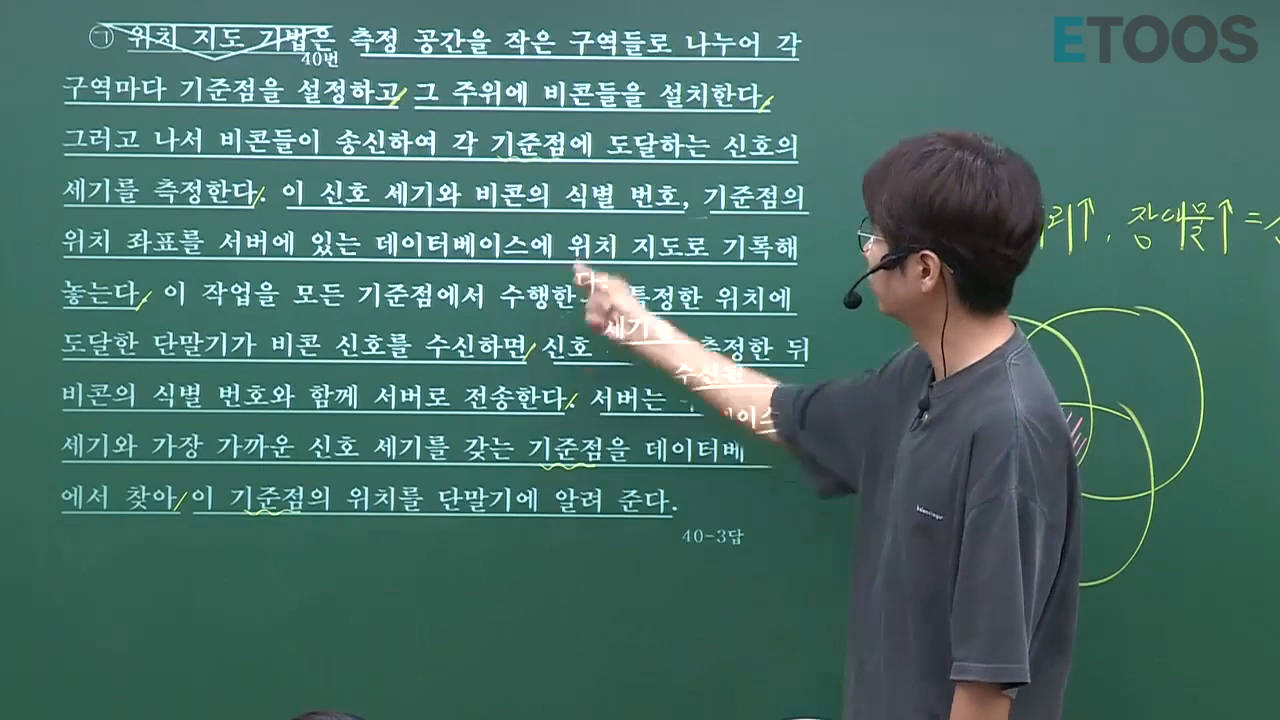 ETOOS
㉠ 위치 지도 기법은 측정 공간을 작은 구역들로 나누어 각
40번
구역마다 기준점을 설정하고 그 주위에 비콘들을 설치한다.
그러고 나서 비콘들이 송신하여 각 기준점에 도달하는 신호의
세기를 측정한다. 이 신호 세기와 비콘의 식별 번호, 기준점의
위치 좌표를 서버에 있는 데이터베이스에 위치 지도로 기록해
놓는다. 이 작업을 모든 기준점에서 수행한다. 특정한 위치에
도달한 단말기가 비콘 신호를 수신하면 신호 세기를 측정한 뒤
비콘의 식별 번호와 함께 서버로 전송한다. 서버는 수신된
세기와 가장 가까운 신호 세기를 갖는 기준점을 데이터베이스
에서 찾아 이 기준점의 위치를 단말기에 알려 준다.
40-3답
리↑, 장애물↑ =